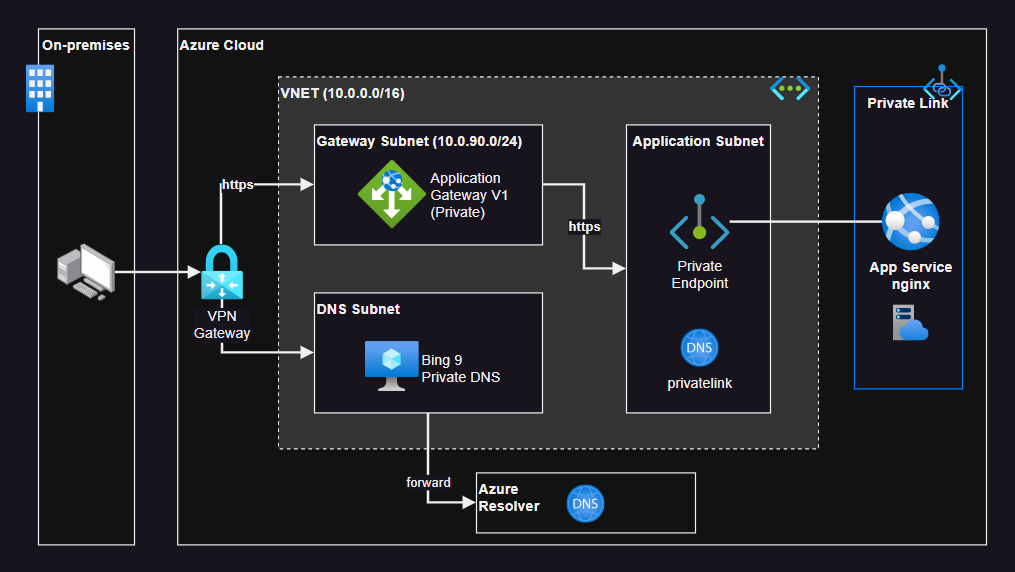 On-premises
Azure Cloud
VNET (10.0.0.0/16)
Private Link
Gateway Subnet (10.0.90.0/24)
Application Subnet
Application
Gateway V1
(Private)
https
https
Private
Endpoint
App Service
nginx
VPN
Gateway
DNS Subnet
Bing 9
Private DNS
DNS
privatelink
forward
Azure
Resolver
DNS